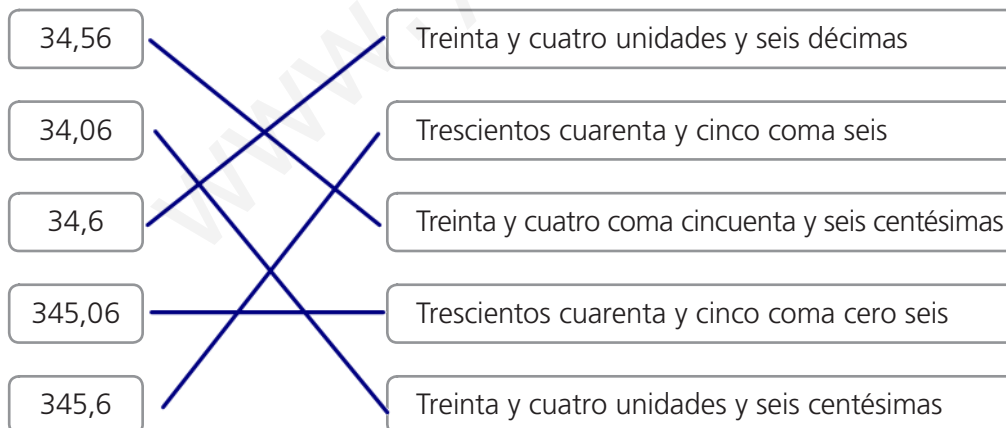 34,56 Treinta y cuatro unidades y seis décimas
34,06 Trescientos cuarenta y cinco coma seis
34,6 Treinta y cuatro coma cincuenta y seis centésimas
345,06 Trescientos cuarenta y cinco coma cero seis
345,6 Treinta y cuatro unidades y seis centésimas
www.